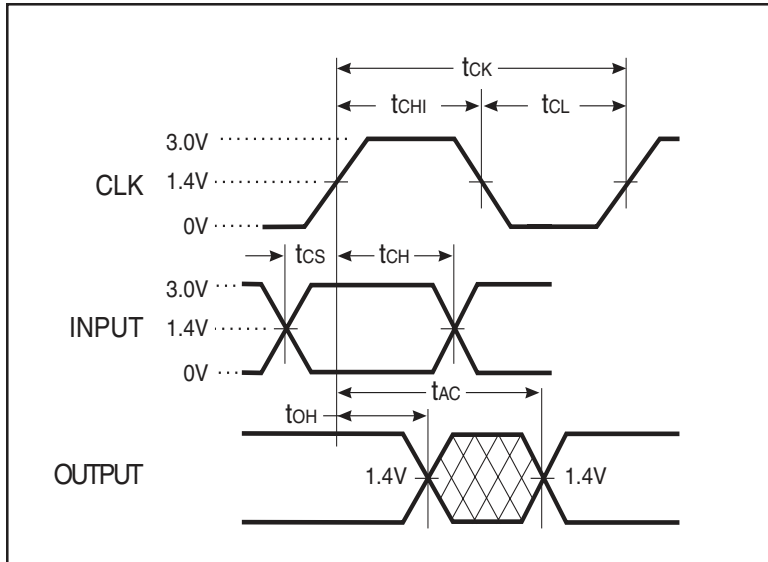 tCK
tCHI tCL
3.0V
CLK 1.4V
0V
tCS tCH
3.0V
INPUT 1.4V
0V
tAC
tOH
OUTPUT 1.4V 1.4V